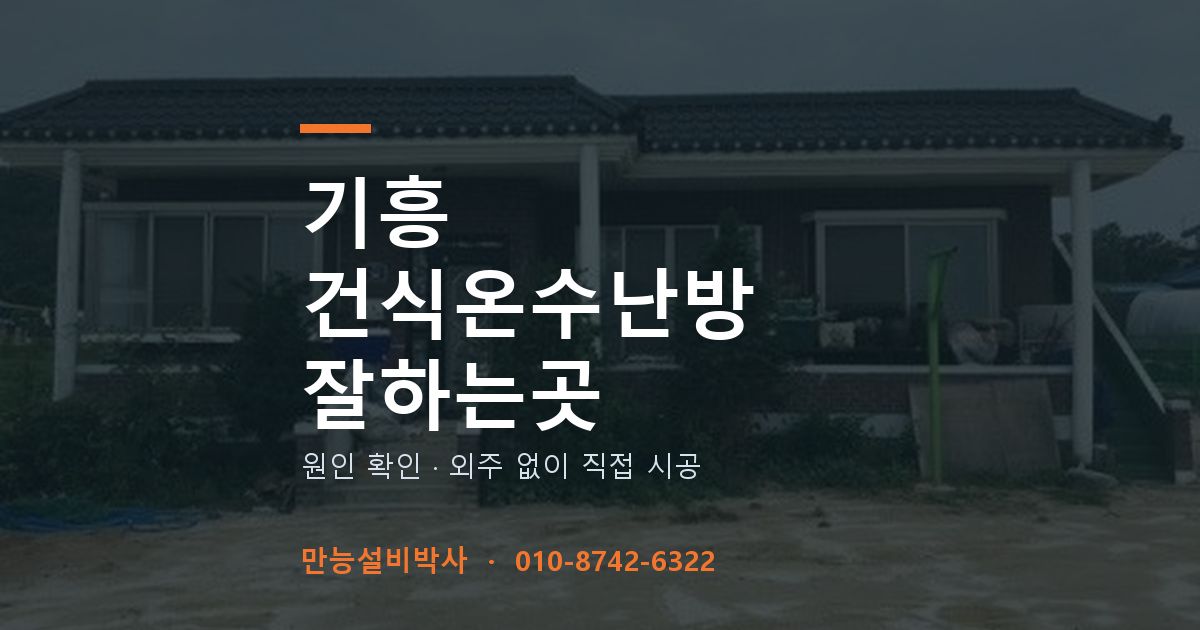 기흥
건식온수난방
잘하는곳
원인 확인 · 외주 없이 직접 시공
만능설비박사 · 010-8742-6322